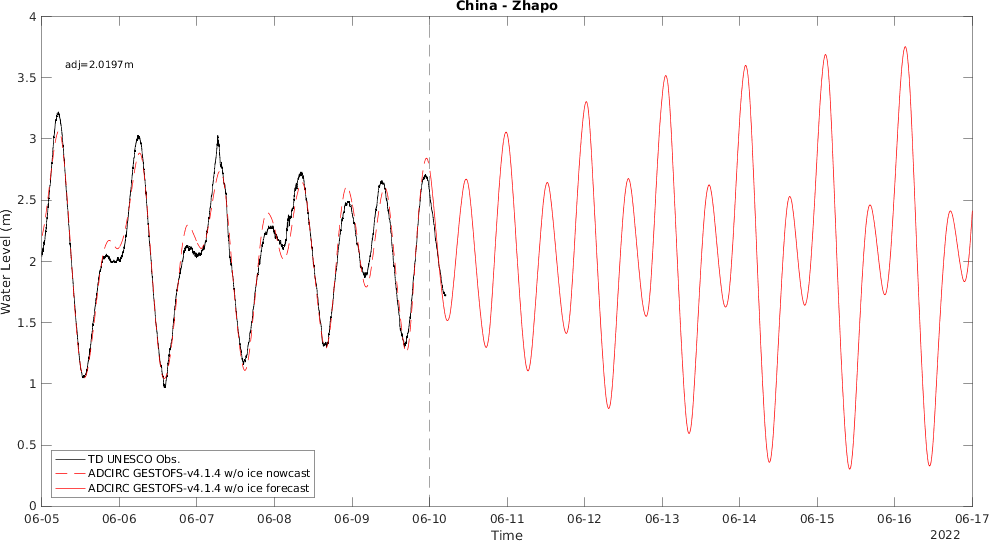 China - Zhapo
adj=2.0197m
4
3.5
3
2.5
2
1.5
1
0.5
0
Water Level (m)
TD UNESCO Obs.
ADCIRC GESTOFS-v4.1.4 w/o ice nowcast
ADCIRC GESTOFS-v4.1.4 w/o ice forecast
06-05 06-06 06-07 06-08 06-09 06-10 06-11 06-12 06-13 06-14 06-15 06-16 06-17
Time
2022